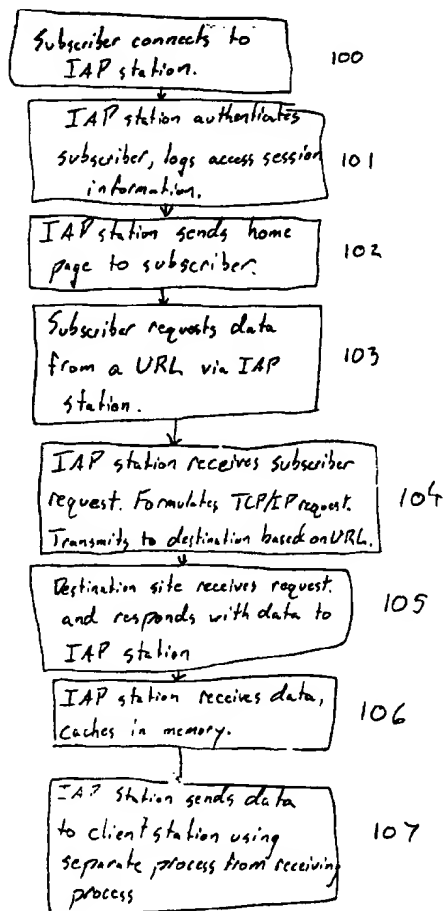 Subscriber connects to
IAP station.
100
IAP station authenticates
subscriber, logs access session
information.
101
IAP station sends home
page to subscriber.
102
Subscriber requests data
from a URL via IAP
station.
103
IAP station receives subscriber
request. Formulates TCP/IP request.
Transmits to destination based on URL.
104
Destination site receives request.
and responds with data to
IAP station
105
IAP station receives data,
caches in memory.
106
IAP station sends data
to client station using
separate process from receiving
process
107